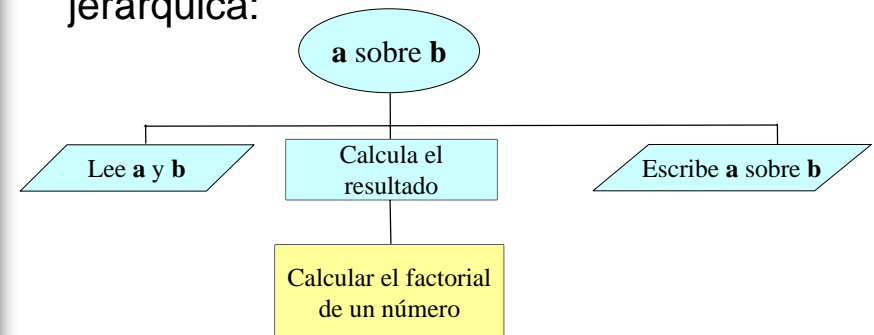 jerárquica:
a sobre b
Lee a y b
Calcula el
resultado
Escribe a sobre b
Calcular el factorial
de un número